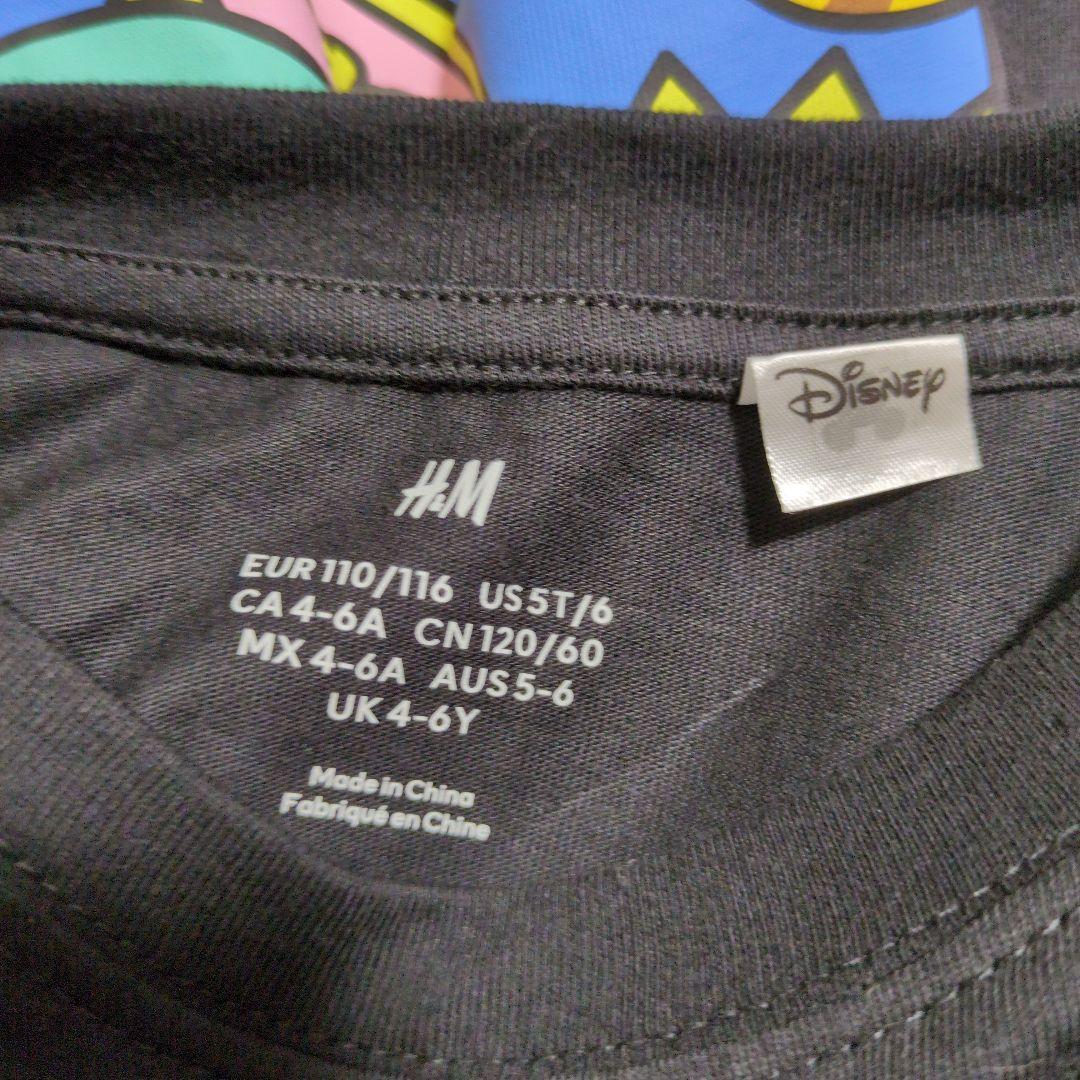 Disney
H&M
EUR 110/116 US 5T/6
CA 4-6A CN 120/60
MX 4-6A AUS 5-6
UK 4-6Y
Made in China
Fabriqué en Chine